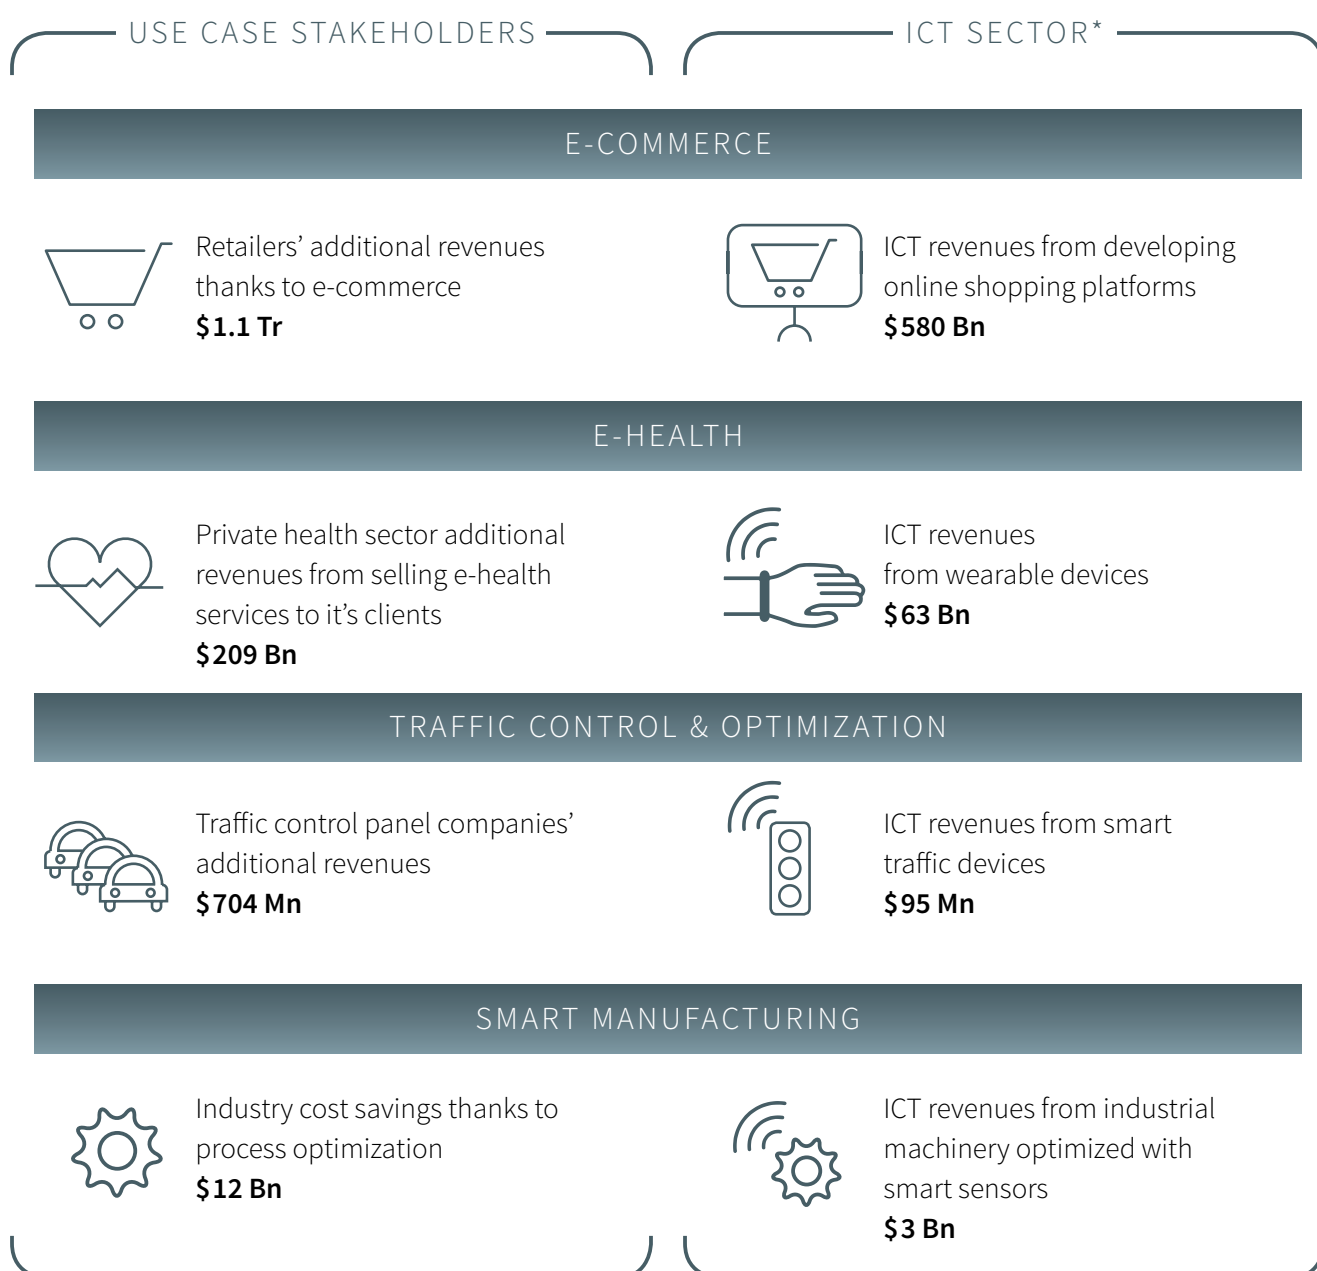 USE CASE STAKEHOLDERS
ICT SECTOR*
E-COMMERCE
Retailers’ additional revenues
thanks to e-commerce
$1.1 Tr
ICT revenues from developing
online shopping platforms
$580 Bn
E-HEALTH
Private health sector additional
revenues from selling e-health
services to it’s clients
$209 Bn
ICT revenues
from wearable devices
$63 Bn
TRAFFIC CONTROL & OPTIMIZATION
Traffic control panel companies’
additional revenues
$704 Mn
ICT revenues from smart
traffic devices
$95 Mn
SMART MANUFACTURING
Industry cost savings thanks to
process optimization
$12 Bn
ICT revenues from industrial
machinery optimized with
smart sensors
$3 Bn